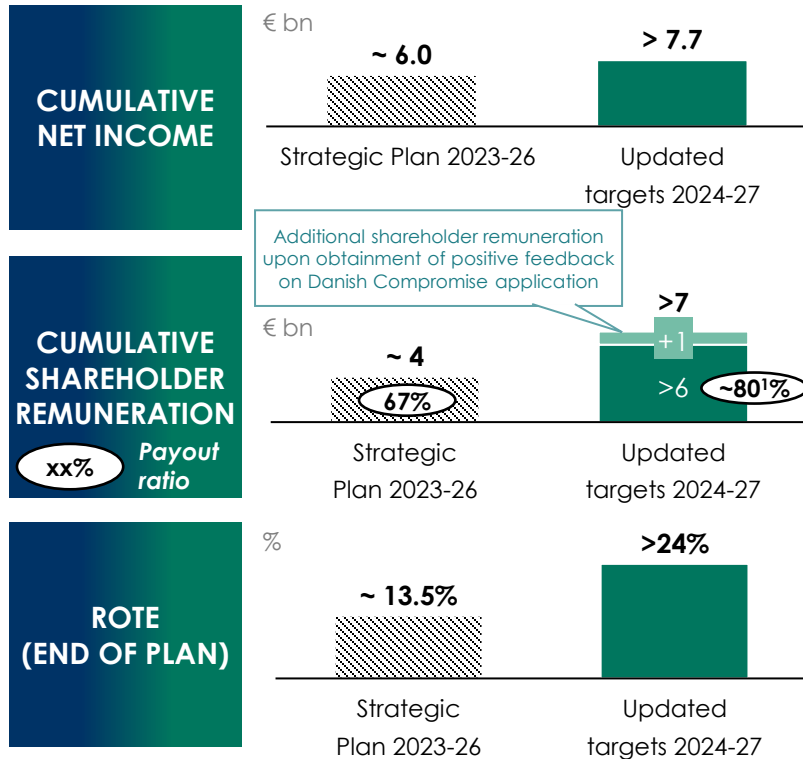 CUMULATIVE
NET INCOME
€ bn
~ 6.0
> 7.7
Strategic Plan 2023-26
Updated
targets 2024-27
Additional shareholder remuneration
upon obtainment of positive feedback
on Danish Compromise application
CUMULATIVE
SHAREHOLDER
REMUNERATION
xx%
Payout
ratio
€ bn
~ 4
67%
>7
+1
>6
~80¹%
Strategic
Plan 2023-26
Updated
targets 2024-27
ROTE
(END OF PLAN)
%
~ 13.5%
>24%
Strategic
Plan 2023-26
Updated
targets 2024-27